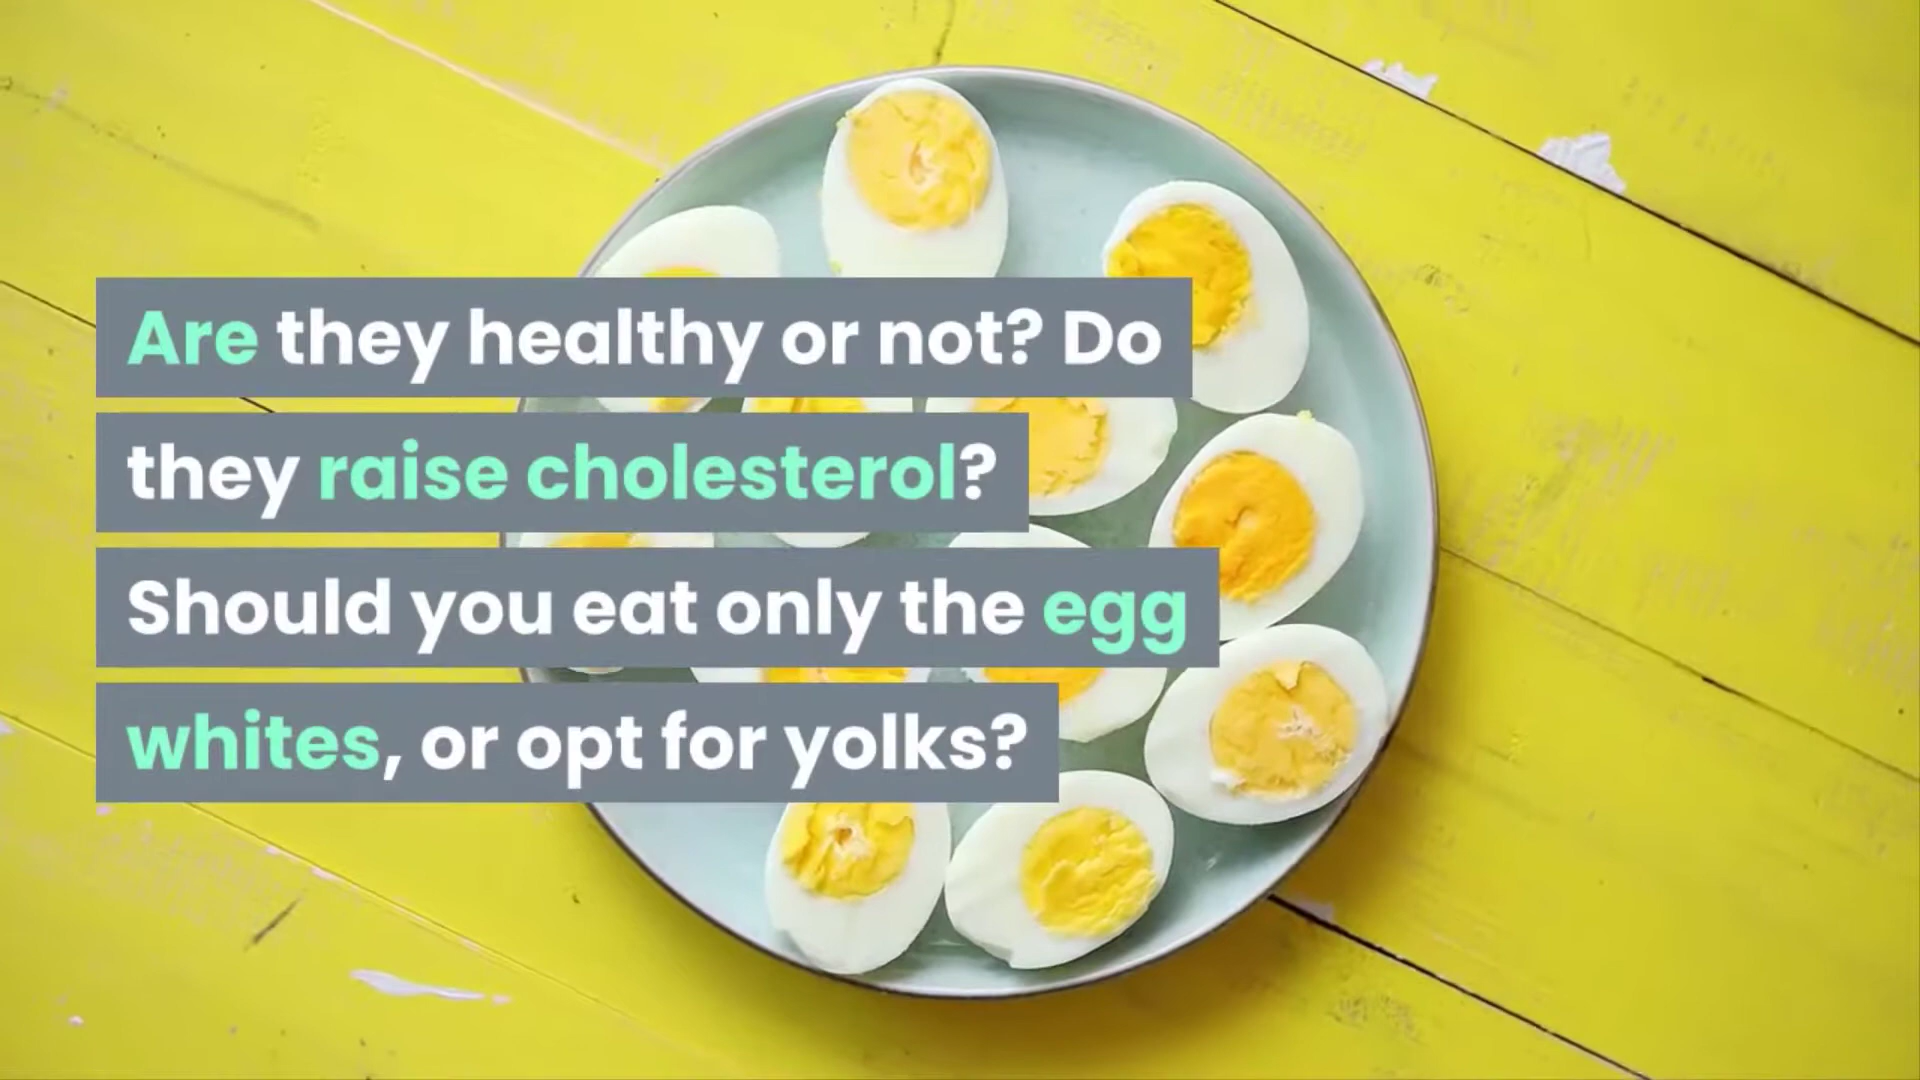 Are they healthy or not? Do
they raise cholesterol?
Should you eat only the egg
whites, or opt for yolks?